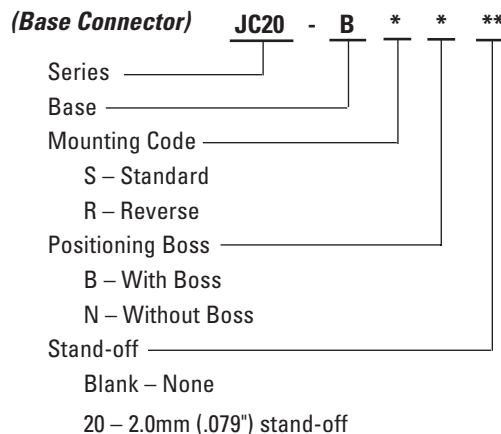 (Base Connector) JC20 - B * * **
Series
Base
Mounting Code
S – Standard
R – Reverse
Positioning Boss
B – With Boss
N – Without Boss
Stand-off
Blank – None
20 – 2.0mm (.079") stand-off